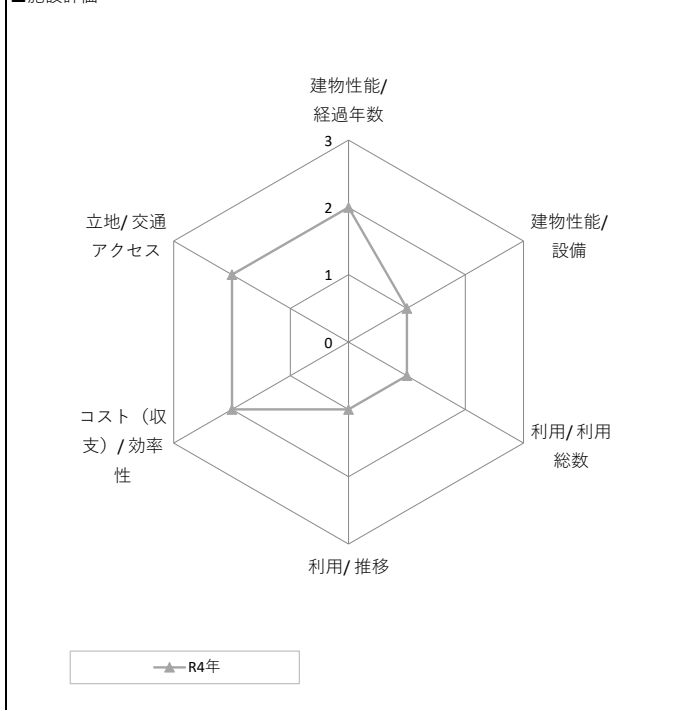 ■施設評価
建物性能/
経過年数
3
2
1
0
建物性能/
設備
利用/ 利用
総数
利用/ 推移
コスト（収
支）/ 効率
性
立地/ 交通
アクセス
R4年